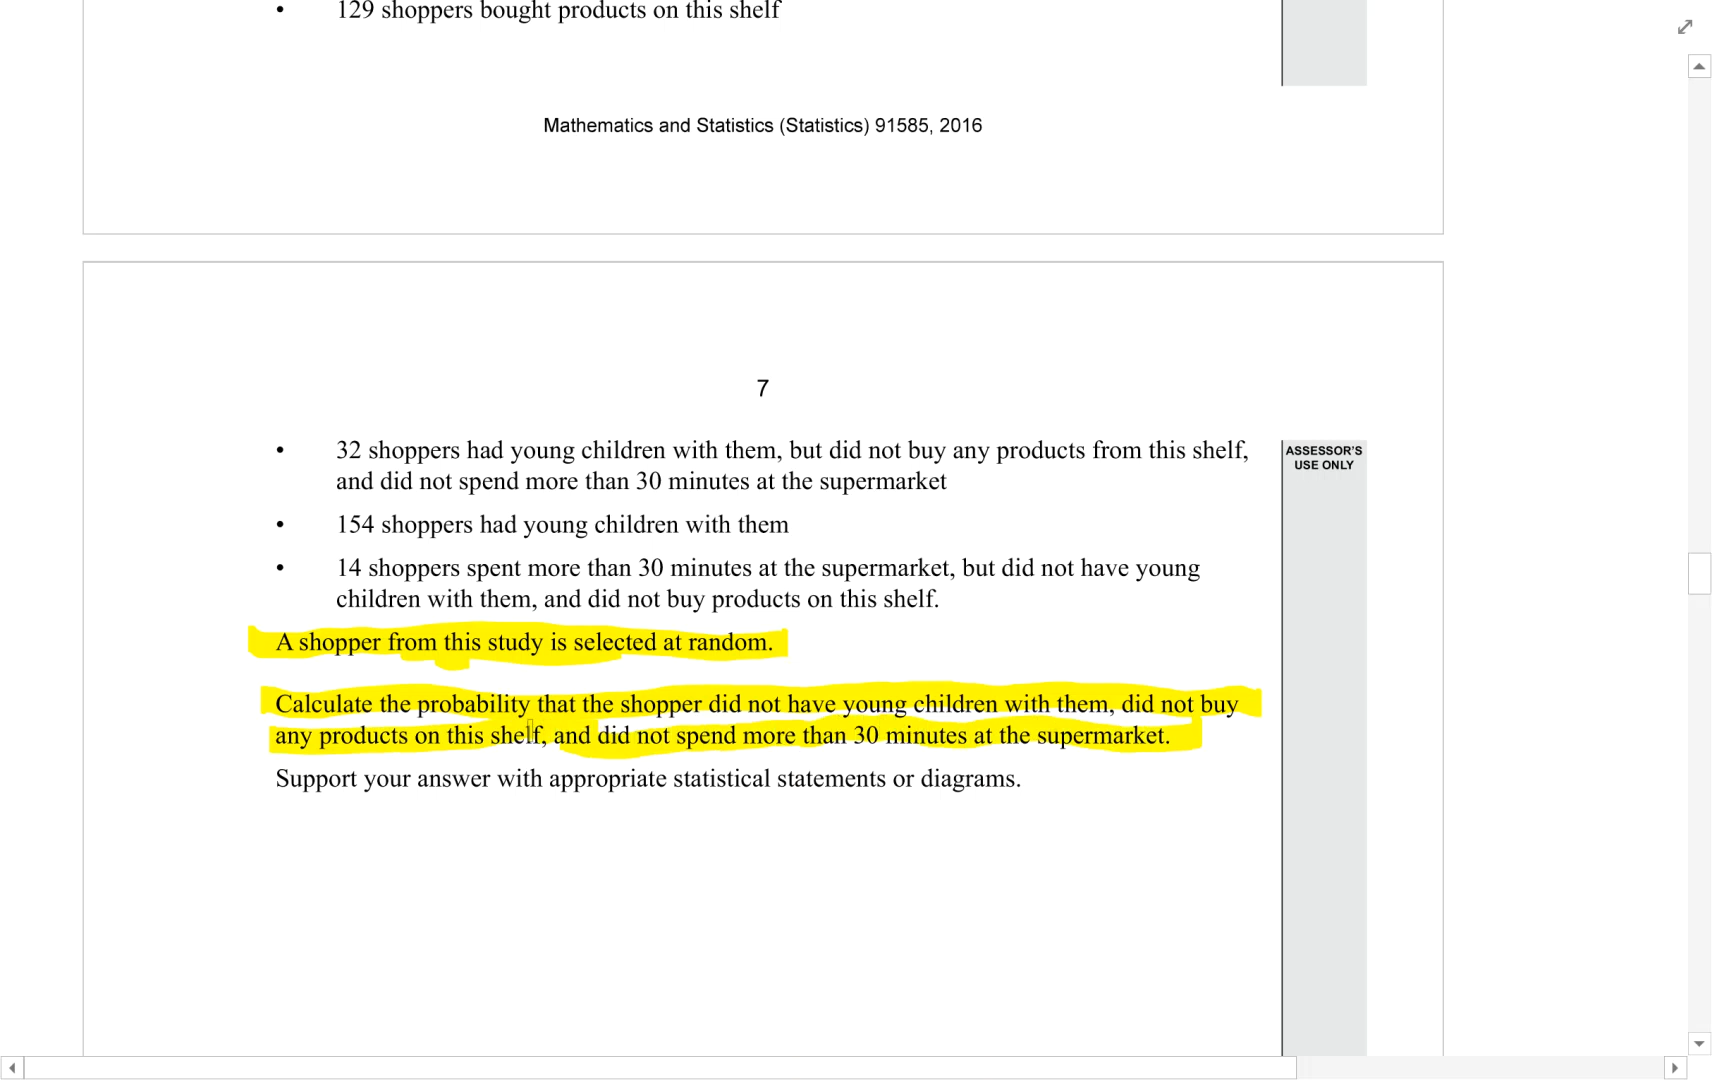 • 129 shoppers bought products on this shelf
Mathematics and Statistics (Statistics) 91585, 2016
7
• 32 shoppers had young children with them, but did not buy any products from this shelf,
and did not spend more than 30 minutes at the supermarket
ASSESSOR'S
USE ONLY
• 154 shoppers had young children with them
• 14 shoppers spent more than 30 minutes at the supermarket, but did not have young
children with them, and did not buy products on this shelf.
A shopper from this study is selected at random.
Calculate the probability that the shopper did not have young children with them, did not buy
any products on this shelf, and did not spend more than 30 minutes at the supermarket.
Support your answer with appropriate statistical statements or diagrams.